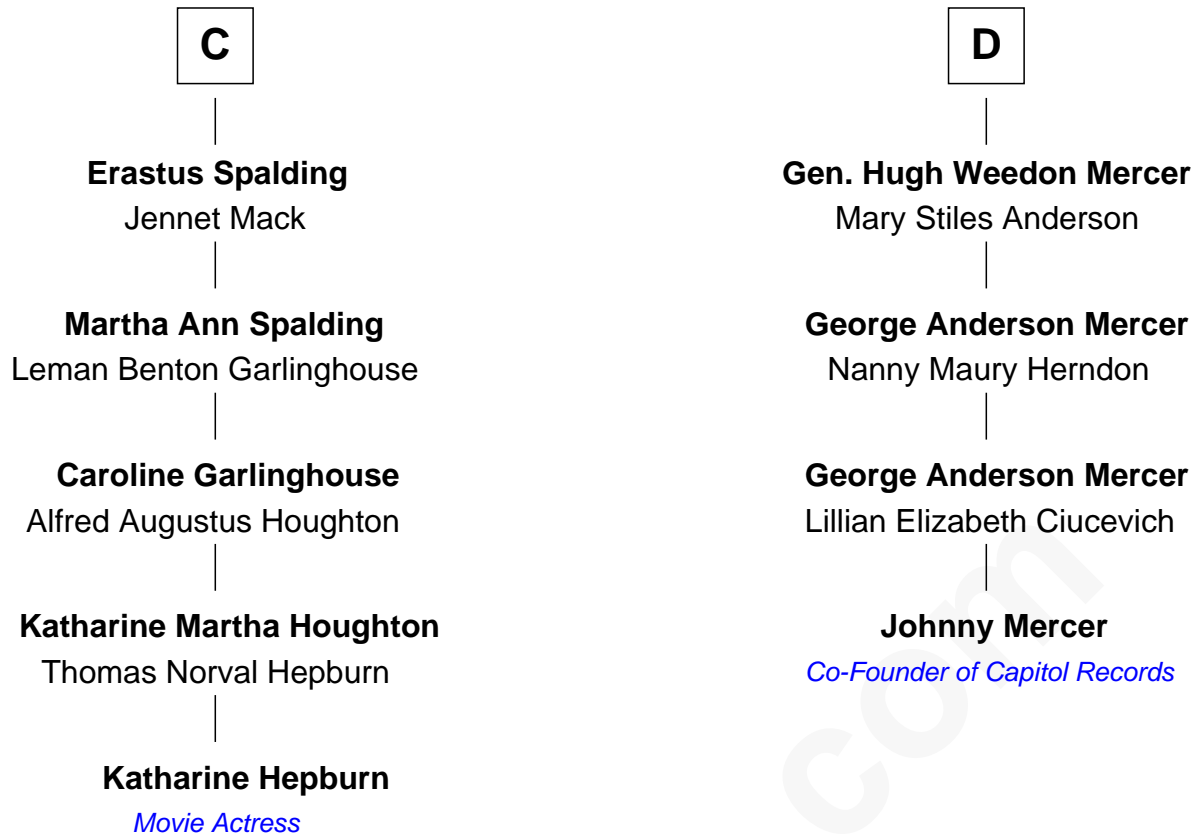 C
Erastus Spalding
Jennet Mack
Martha Ann Spalding
Leman Benton Garlinghouse
Caroline Garlinghouse
Alfred Augustus Houghton
Katharine Martha Houghton
Thomas Norval Hepburn
Katharine Hepburn
Movie Actress
D
Gen. Hugh Weedon Mercer
Mary Stiles Anderson
George Anderson Mercer
Nanny Maury Herndon
George Anderson Mercer
Lillian Elizabeth Ciucevich
Johnny Mercer
Co-Founder of Capitol Records
com